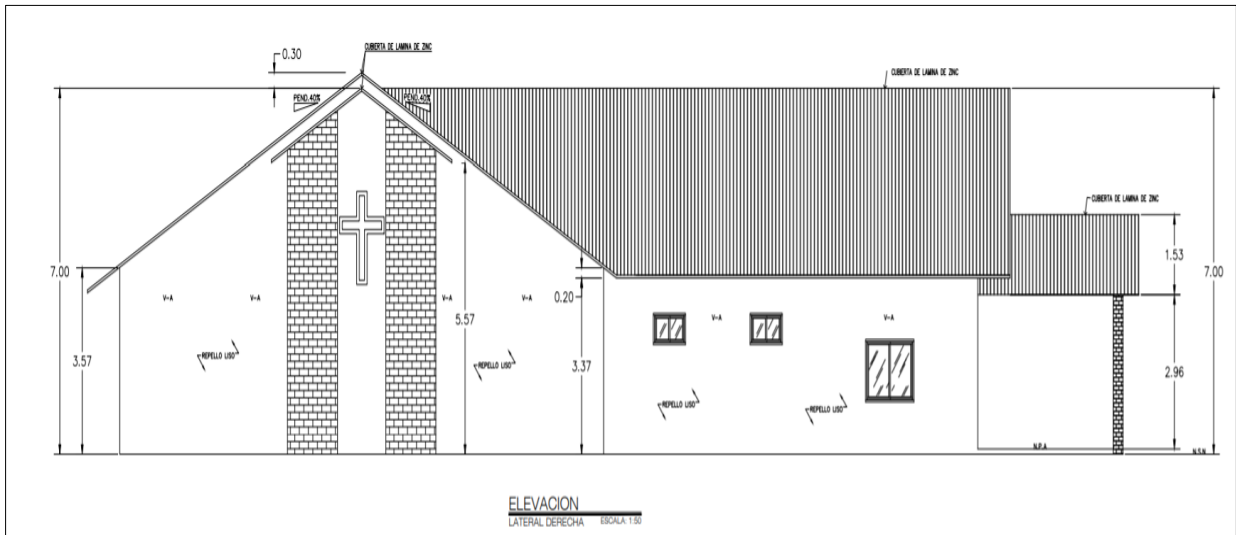 0.30
CUBIERTA DE LAMINA DE ZINC
CUBIERTA DE LAMINA DE ZINC
PEND.40% PEND.40%
CUBIERTA DE LAMINA DE ZINC
7.00
1.53
7.00
0.20
V-A V-A V-A V-A V-A V-A
5.57
3.57
REPELLO LISO
REPELLO LISO
3.37
2.96
REPELLO LISO
REPELLO LISO
N.P.A
N.S.N
ELEVACION
LATERAL DERECHA ESCALA: 1:50